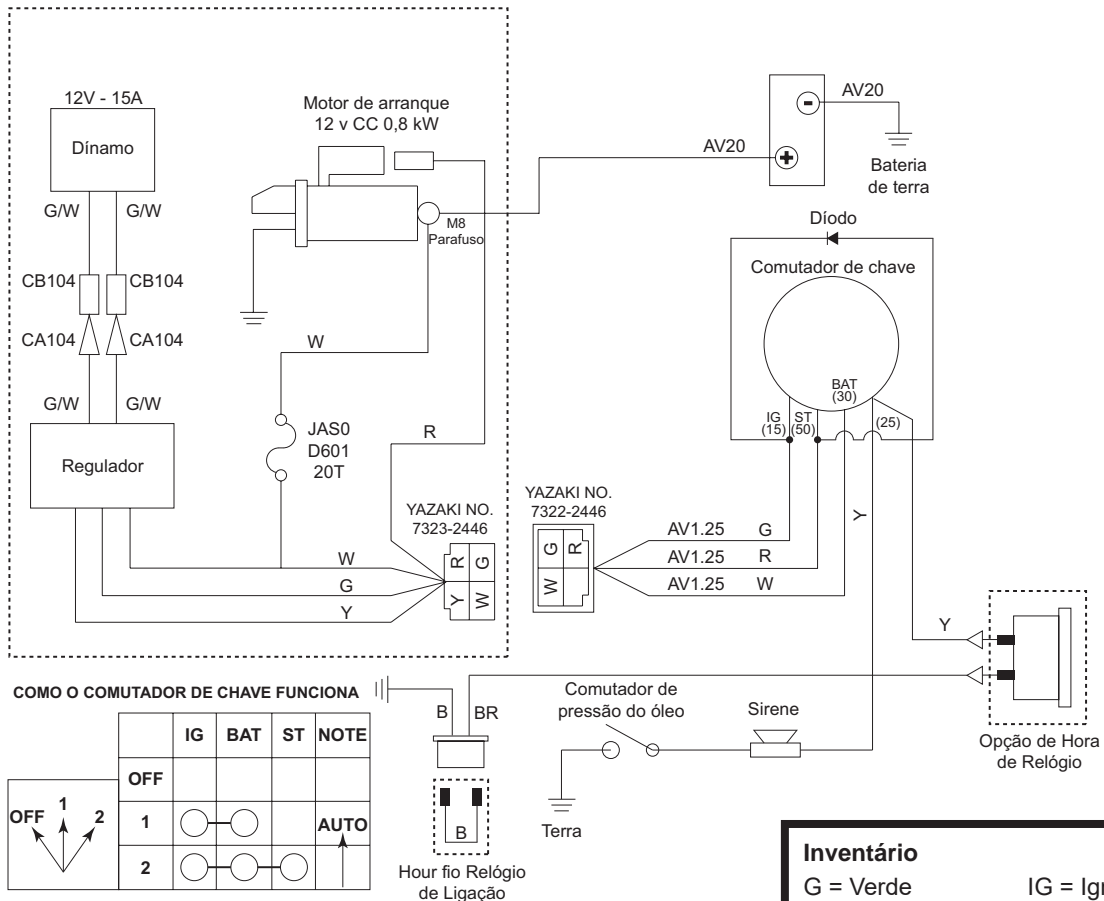 12V - 15A
Dínamo
G/W
G/W
CB104
CB104
CA104
CA104
G/W
G/W
Regulador
Motor de arranque
12 v CC 0,8 kW
M8
Parafuso
W
JAS0
D601
20T
R
YAZAKI NO.
7323-2446
R
G
Y
W
W
G
Y
AV20
AV20
Bateria
de terra
Díodo
Comutador de chave
BAT
(30)
IG
(15)
ST
(50)
(25)
YAZAKI NO.
7322-2446
G
R
W
AV1.25 G
AV1.25 R
AV1.25 W
Y
Y
Opção de Hora
de Relógio
Comutador de
pressão do óleo
Sirene
Terra
B
BR
B
Hour fio Relógio
de Ligação
COMO O COMUTADOR DE CHAVE FUNCIONA
IG BAT ST NOTE
OFF
1 AUTO
2
OFF 1 2
Inventário
G = Verde IG = Igr